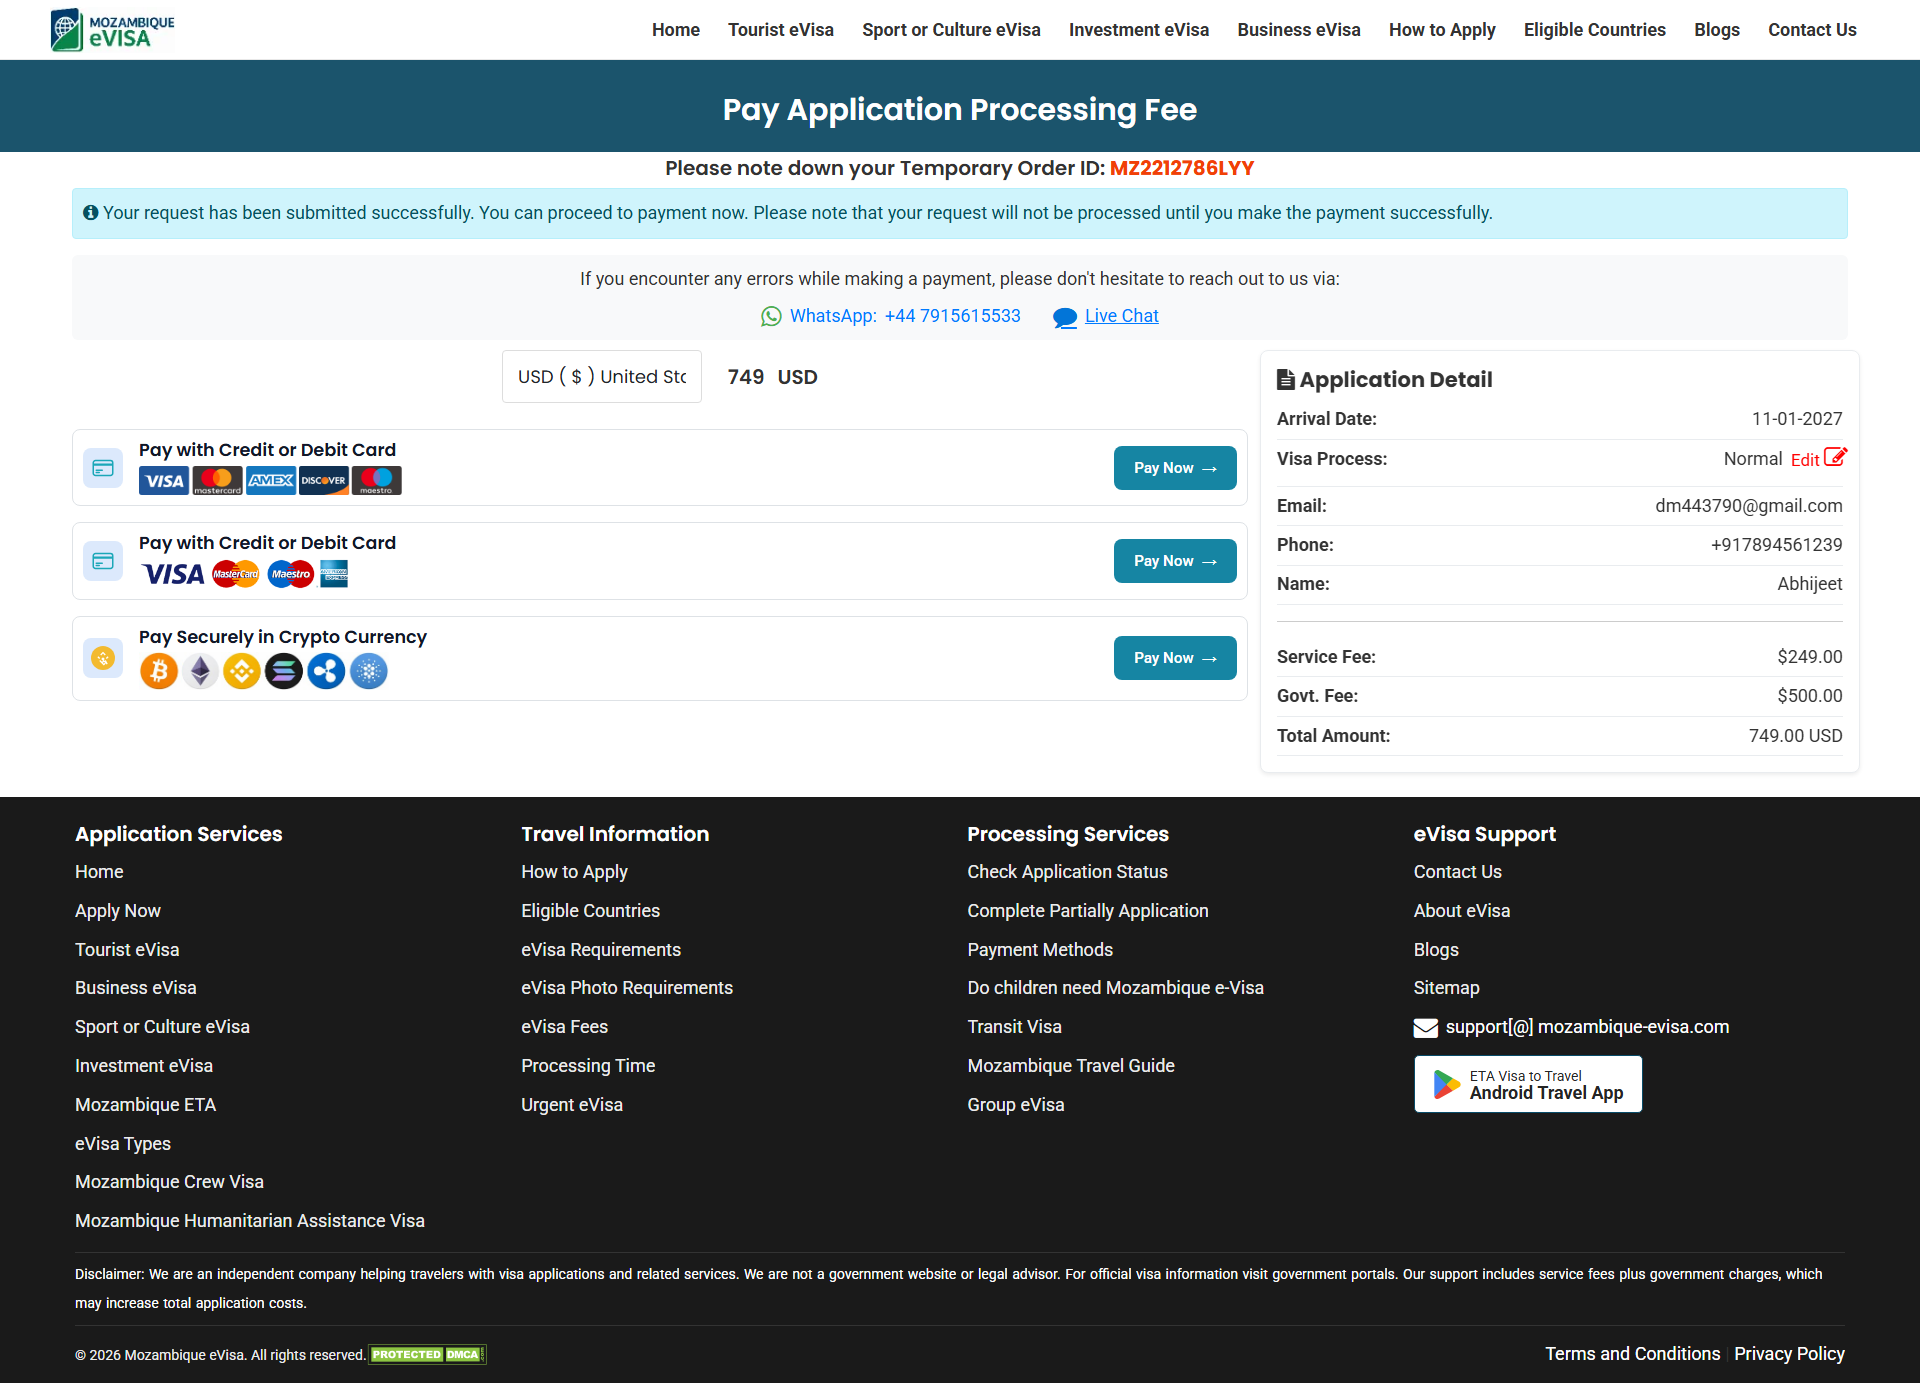 MOZAMBIQUE
eVISA
Home
Tourist eVisa
Sport or Culture eVisa
Investment eVisa
Business eVisa
How to Apply
Eligible Countries
Blogs
Contact Us
Pay Application Processing Fee
Please note down your Temporary Order ID: MZ2212786LYY
Your request has been submitted successfully. You can proceed to payment now. Please note that your request will not be processed until you make the payment successfully.
If you encounter any errors while making a payment, please don't hesitate to reach out to us via:
WhatsApp: +44 7915615533
Live Chat
USD ( $ ) United Sta
749 USD
Pay with Credit or Debit Card
VISA mastercard AMEX DISCOVER maestro
Pay Now →
Pay with Credit or Debit Card
VISA MasterCard Maestro AMERICAN EXPRESS
Pay Now →
Pay Securely in Crypto Currency
Pay Now →
Application Detail
Arrival Date: 11-01-2027
Visa Process: Normal Edit
Email: dm443790@gmail.com
Phone: +917894561239
Name: Abhijeet
Service Fee: $249.00
Govt. Fee: $500.00
Total Amount: 749.00 USD
Application Services
Home
Apply Now
Tourist eVisa
Business eVisa
Sport or Culture eVisa
Investment eVisa
Mozambique ETA
eVisa Types
Mozambique Crew Visa
Mozambique Humanitarian Assistance Visa
Travel Information
How to Apply
Eligible Countries
eVisa Requirements
eVisa Photo Requirements
eVisa Fees
Processing Time
Urgent eVisa
Processing Services
Check Application Status
Complete Partially Application
Payment Methods
Do children need Mozambique e-Visa
Transit Visa
Mozambique Travel Guide
Group eVisa
eVisa Support
Contact Us
About eVisa
Blogs
Sitemap
support[@] mozambique-evisa.com
ETA Visa to Travel
Android Travel App
Disclaimer: We are an independent company helping travelers with visa applications and related services. We are not a government website or legal advisor. For official visa information visit government portals. Our support includes service fees plus government charges, which
may increase total application costs.
© 2026 Mozambique eVisa. All rights reserved.
PROTECTED DMCA .com
Terms and Conditions | Privacy Policy